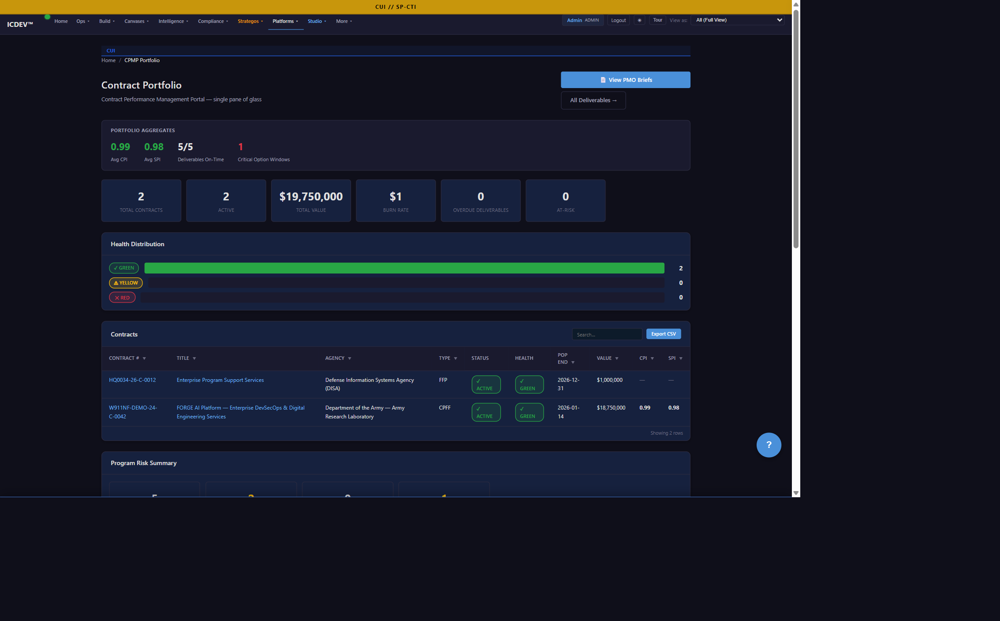 CUI // SP-CTI
ICDEV™
Home Ops Build Canvases Intelligence Compliance Strategos Platforms Studio More
Admin ADMIN Logout Tour View as: All (Full View)
CUI
Home / CPMP Portfolio
Contract Portfolio
Contract Performance Management Portal — single pane of glass
View PMO Briefs
All Deliverables →
PORTFOLIO AGGREGATES
0.99 0.98 5/5 1
Avg CPI Avg SPI Deliverables On-Time Critical Option Windows
2 2 $19,750,000 $1 0 0
TOTAL CONTRACTS ACTIVE TOTAL VALUE BURN RATE OVERDUE DELIVERABLES AT-RISK
Health Distribution
✓ GREEN 2
⚠ YELLOW 0
✕ RED 0
Contracts
Search... Export CSV
CONTRACT # ▼ TITLE ▼ AGENCY ▼ TYPE ▼ STATUS HEALTH POP END ▼ VALUE ▼ CPI ▼ SPI ▼
HQ0034-26-C-0012 Enterprise Program Support Services Defense Information Systems Agency (DISA) FFP ✓ ACTIVE ✓ GREEN 2026-12-31 $1,000,000 — —
W911NF-DEMO-24-C-0042 FORGE AI Platform — Enterprise DevSecOps & Digital Engineering Services Department of the Army — Army Research Laboratory CPFF ✓ ACTIVE ✓ GREEN 2026-01-14 $18,750,000 0.99 0.98
Showing 2 rows
?
Program Risk Summary